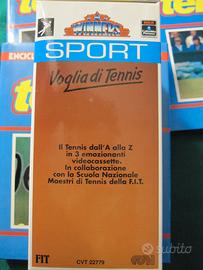 WINNERS
SPORT
Voglia di Tennis
Il Tennis dall'A alla Z
in 3 emozionanti
videocassette.
In collaborazione
con la Scuola Nazionale
Maestri di Tennis della F.I.T.
FIT
CVT 22779
subito